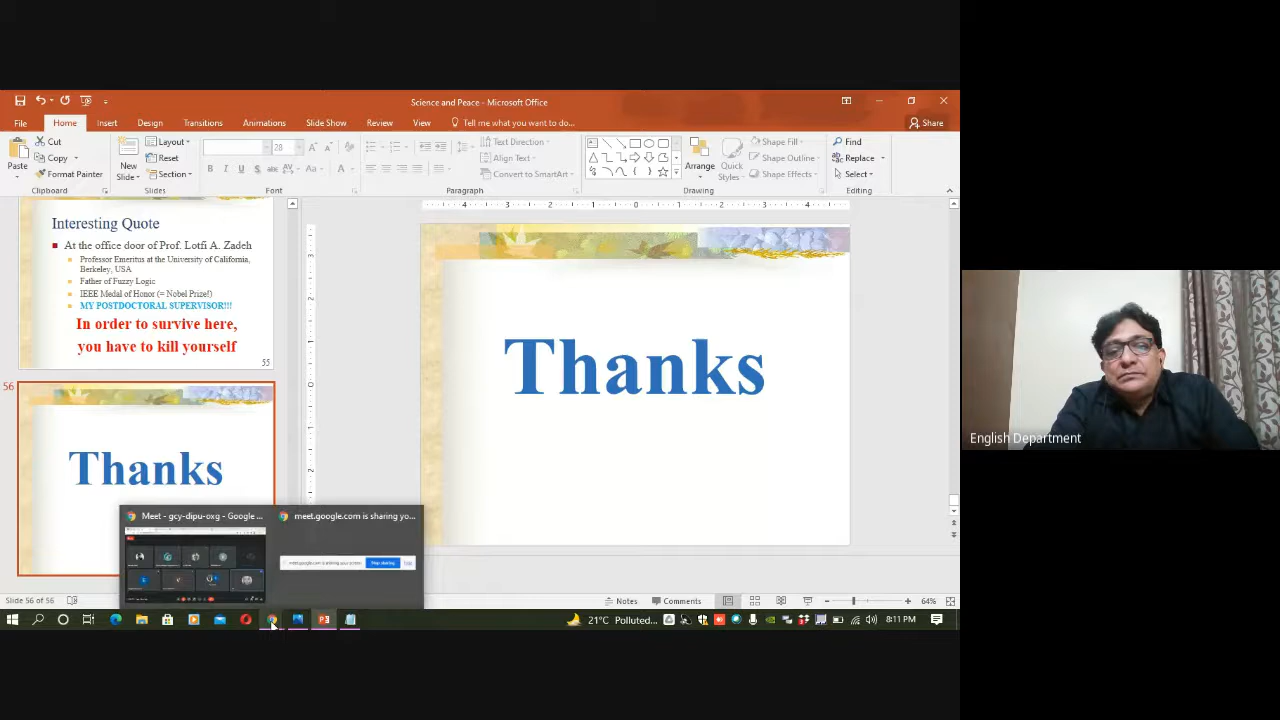 Science and Peace - Microsoft Office
File Home Insert Design Transitions Animations Slide Show Review View Tell me what you want to do... Share
Paste
Cut
Copy
Format Painter
Clipboard
New Slide
Layout
Reset
Section
Slides
28
Font
Text Direction
Align Text
Convert to SmartArt
Paragraph
Arrange
Quick Styles
Shape Fill
Shape Outline
Shape Effects
Drawing
Find
Replace
Select
Editing
Interesting Quote
At the office door of Prof. Lotfi A. Zadeh
Professor Emeritus at the University of California,
Berkeley, USA
Father of Fuzzy Logic
IEEE Medal of Honor (= Nobel Prize!)
MY POSTDOCTORAL SUPERVISOR!!!
In order to survive here,
you have to kill yourself
55
56
Thanks
Thanks
Meet - gcy-dipu-oxg - Google ...
meet.google.com is sharing yo...
Stop sharing
Slide 56 of 56
Notes Comments 64%
21°C Polluted... 8:11 PM
English Department